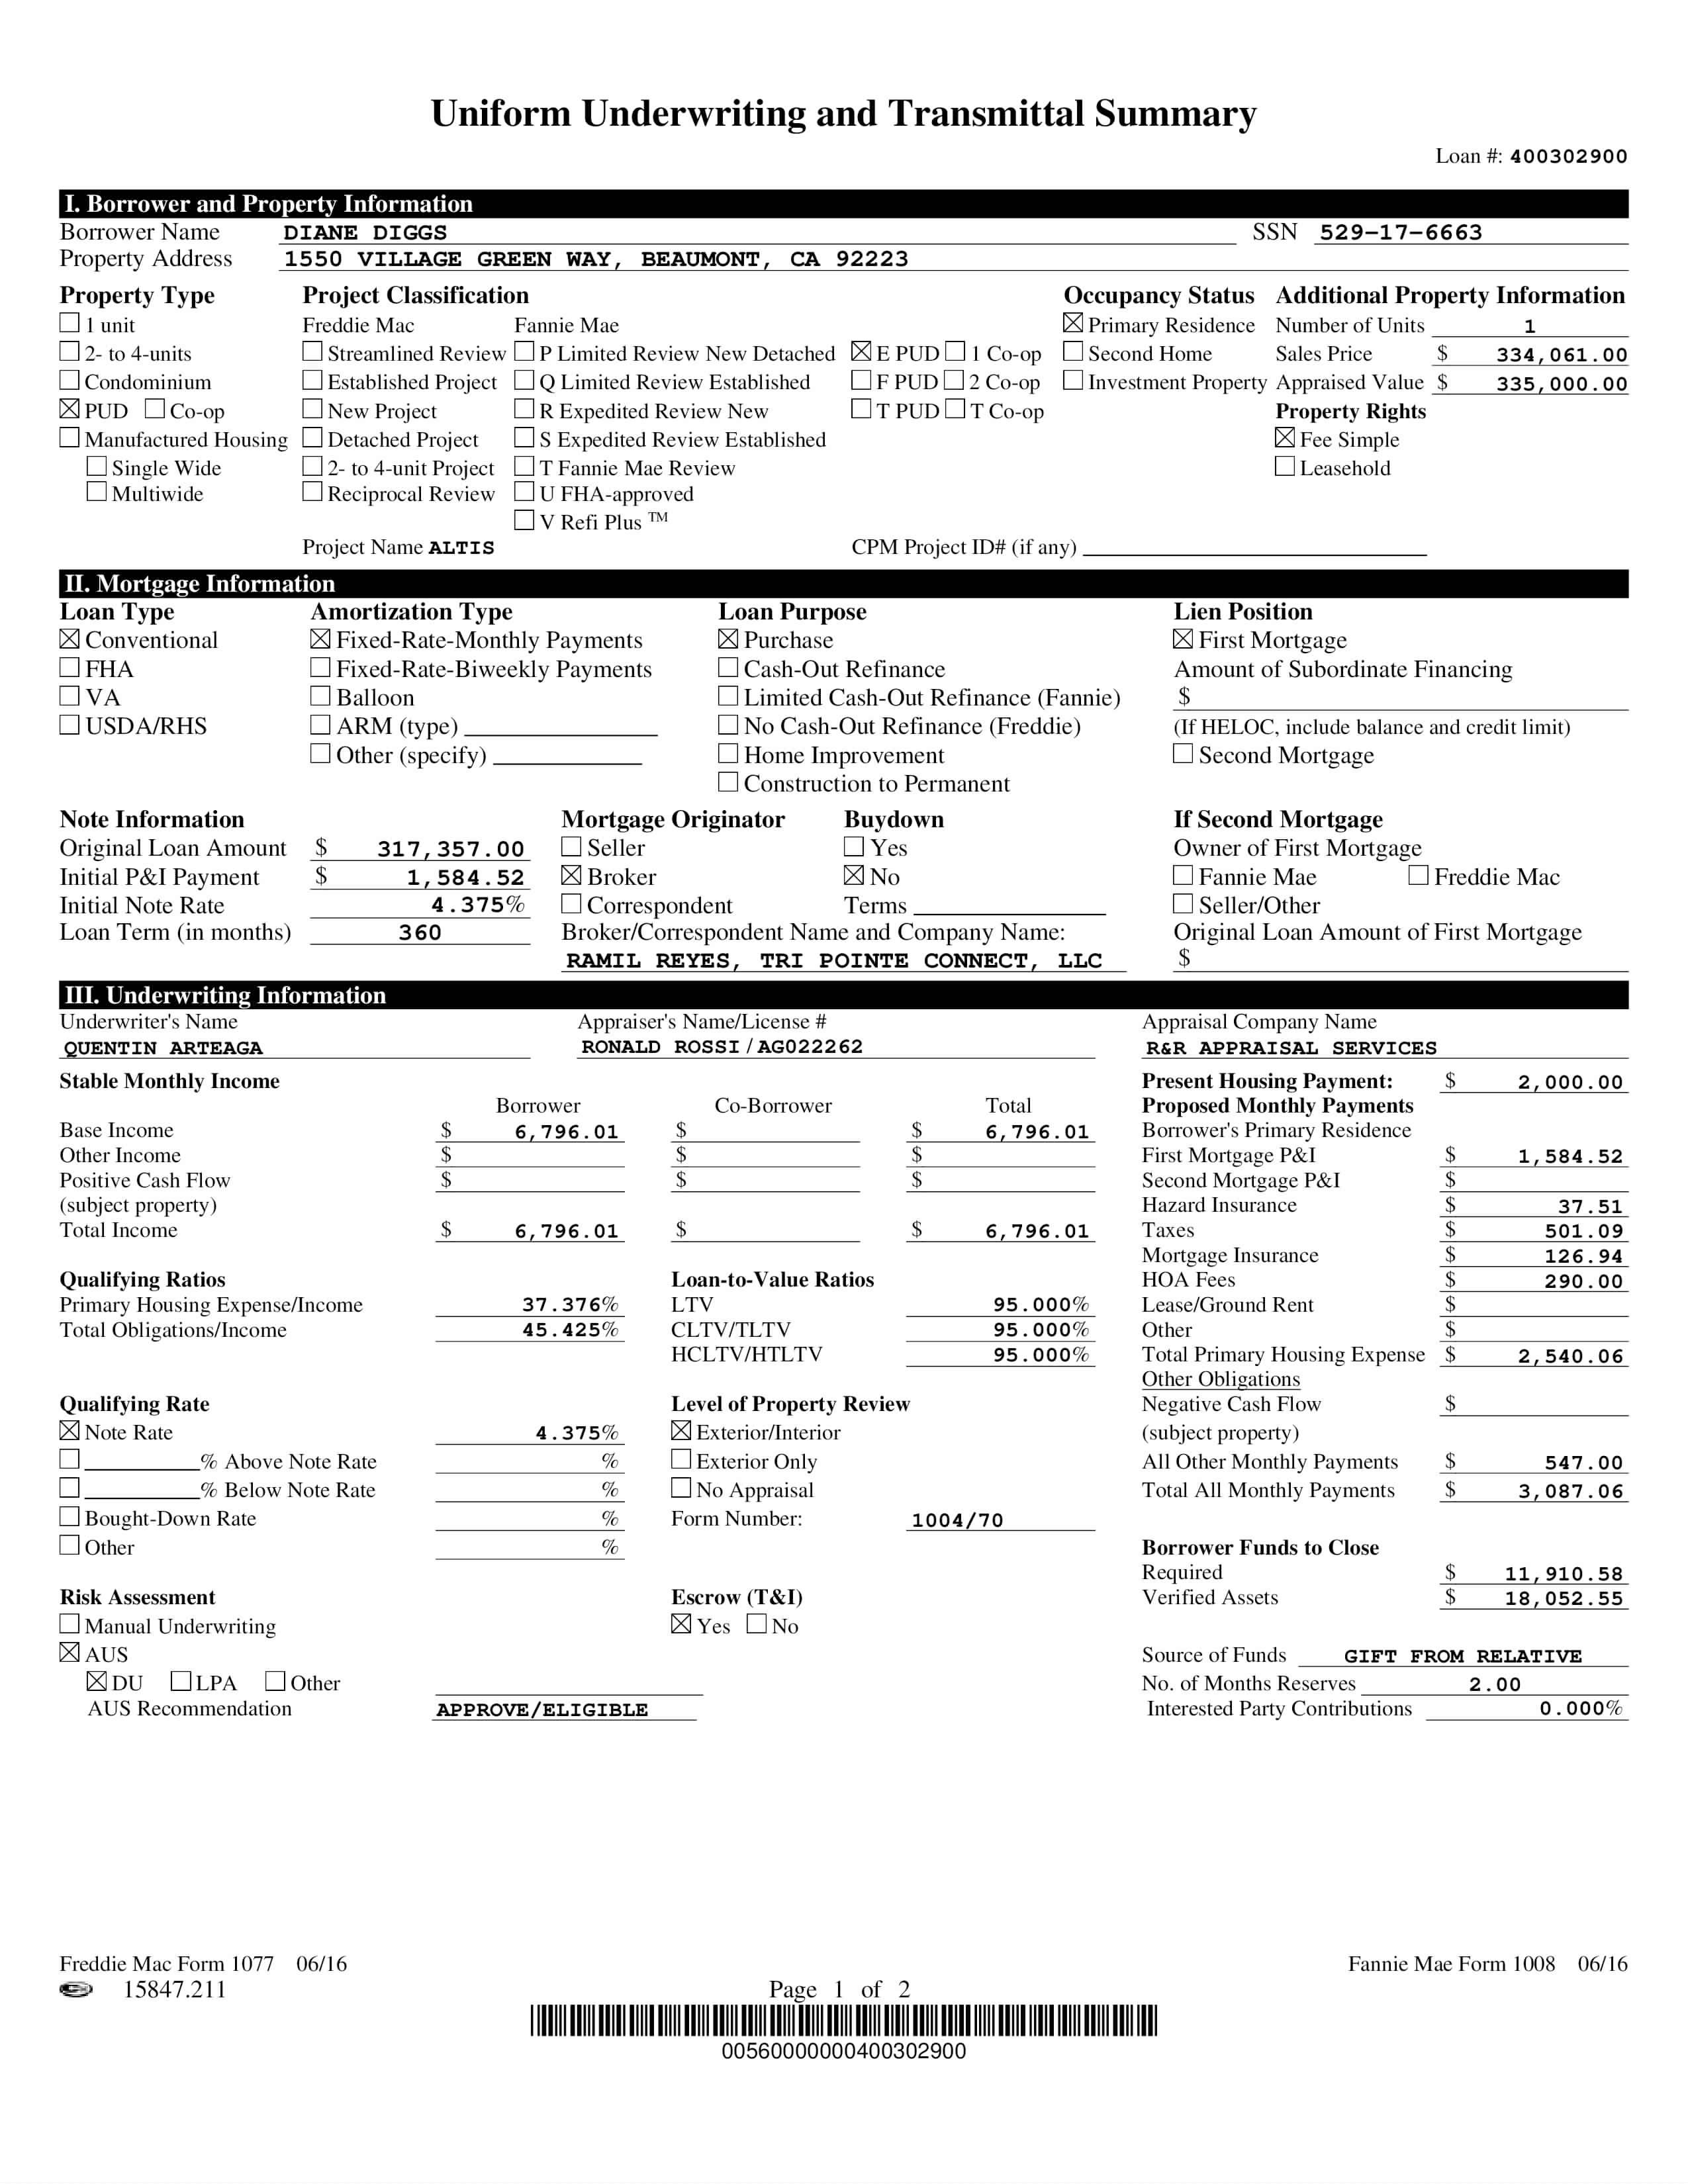 Uniform Underwriting and Transmittal Summary
Loan #: 400302900
I. Borrower and Property Information
Borrower Name DIANE DIGGS SSN 529-17-6663
Property Address 1550 VILLAGE GREEN WAY, BEAUMONT, CA 92223
Property Type Project Classification Occupancy Status Additional Property Information
☐ 1 unit Freddie Mac Fannie Mae ☒ Primary Residence Number of Units 1
☐ 2- to 4-units ☐ Streamlined Review ☐ P Limited Review New Detached ☒ E PUD ☐ 1 Co-op ☐ Second Home Sales Price $ 334,061.00
☐ Condominium ☐ Established Project ☐ Q Limited Review Established ☐ F PUD ☐ 2 Co-op ☐ Investment Property Appraised Value $ 335,000.00
☒ PUD ☐ Co-op ☐ New Project ☐ R Expedited Review New ☐ T PUD ☐ T Co-op Property Rights
☐ Manufactured Housing ☐ Detached Project ☐ S Expedited Review Established ☒ Fee Simple
☐ Single Wide ☐ 2- to 4-unit Project ☐ T Fannie Mae Review ☐ Leasehold
☐ Multiwide ☐ Reciprocal Review ☐ U FHA-approved
☐ V Refi Plus TM
Project Name ALTIS CPM Project ID# (if any)
II. Mortgage Information
Loan Type Amortization Type Loan Purpose Lien Position
☒ Conventional ☒ Fixed-Rate-Monthly Payments ☒ Purchase ☒ First Mortgage
☐ FHA ☐ Fixed-Rate-Biweekly Payments ☐ Cash-Out Refinance Amount of Subordinate Financing
☐ VA ☐ Balloon ☐ Limited Cash-Out Refinance (Fannie) $
☐ USDA/RHS ☐ ARM (type) ☐ No Cash-Out Refinance (Freddie) (If HELOC, include balance and credit limit)
☐ Other (specify) ☐ Home Improvement ☐ Second Mortgage
☐ Construction to Permanent
Note Information Mortgage Originator Buydown If Second Mortgage
Original Loan Amount $ 317,357.00 ☐ Seller ☐ Yes Owner of First Mortgage
Initial P&I Payment $ 1,584.52 ☒ Broker ☒ No ☐ Fannie Mae ☐ Freddie Mac
Initial Note Rate 4.375% ☐ Correspondent Terms ☐ Seller/Other
Loan Term (in months) 360 Broker/Correspondent Name and Company Name: Original Loan Amount of First Mortgage
RAMIL REYES, TRI POINTE CONNECT, LLC $
III. Underwriting Information
Underwriter's Name Appraiser's Name/License # Appraisal Company Name
QUENTIN ARTEAGA RONALD ROSSI / AG022262 R&R APPRAISAL SERVICES
Stable Monthly Income Present Housing Payment: $ 2,000.00
Borrower Co-Borrower Total Proposed Monthly Payments
Base Income $ 6,796.01 $ $ 6,796.01 Borrower's Primary Residence
Other Income $ $ $ First Mortgage P&I $ 1,584.52
Positive Cash Flow $ $ $ Second Mortgage P&I $
(subject property) Hazard Insurance $ 37.51
Total Income $ 6,796.01 $ $ 6,796.01 Taxes $ 501.09
Mortgage Insurance $ 126.94
Qualifying Ratios Loan-to-Value Ratios HOA Fees $ 290.00
Primary Housing Expense/Income 37.376% LTV 95.000% Lease/Ground Rent $
Total Obligations/Income 45.425% CLTV/TLTV 95.000% Other $
HCLTV/HTLTV 95.000% Total Primary Housing Expense $ 2,540.06
Other Obligations
Qualifying Rate Level of Property Review Negative Cash Flow $
☒ Note Rate 4.375% ☒ Exterior/Interior (subject property)
☐ % Above Note Rate % ☐ Exterior Only All Other Monthly Payments $ 547.00
☐ % Below Note Rate % ☐ No Appraisal Total All Monthly Payments $ 3,087.06
☐ Bought-Down Rate % Form Number: 1004/70
☐ Other % Borrower Funds to Close
Required $ 11,910.58
Risk Assessment Escrow (T&I) Verified Assets $ 18,052.55
☐ Manual Underwriting ☒ Yes ☐ No
☒ AUS Source of Funds GIFT FROM RELATIVE
☒ DU ☐ LPA ☐ Other No. of Months Reserves 2.00
AUS Recommendation APPROVE/ELIGIBLE Interested Party Contributions 0.000%
Freddie Mac Form 1077 06/16 Fannie Mae Form 1008 06/16
15847.211 Page 1 of 2
00560000000400302900